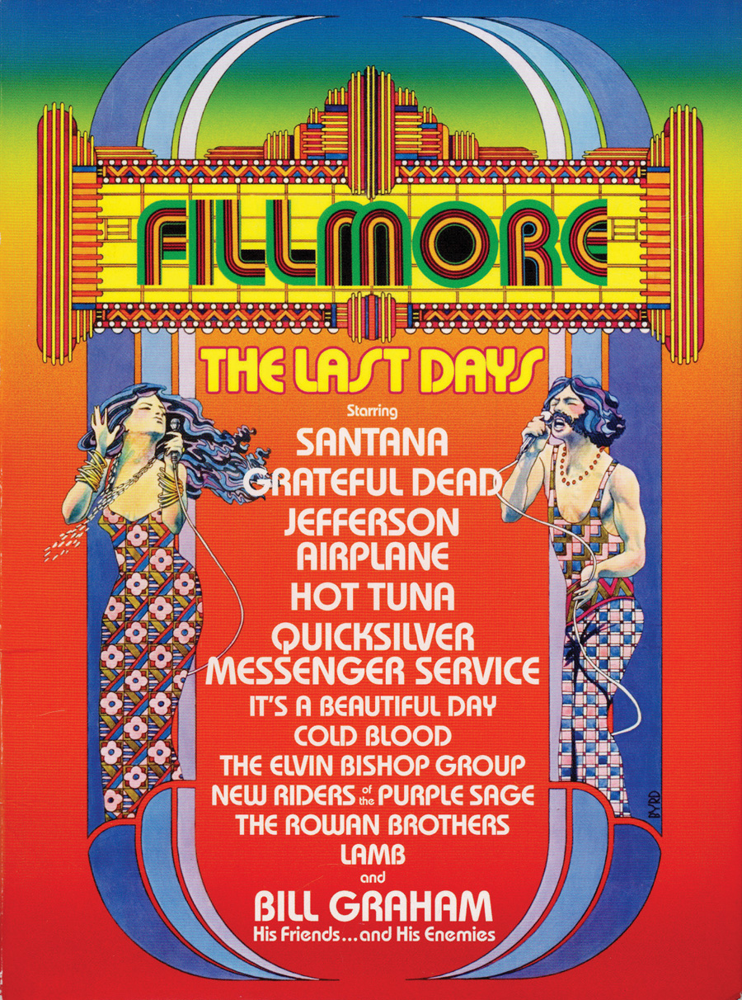 FILLMORE
THE LAST DAYS
Starring
SANTANA
GRATEFUL DEAD
JEFFERSON
AIRPLANE
HOT TUNA
QUICKSILVER
MESSENGER SERVICE
IT'S A BEAUTIFUL DAY
COLD BLOOD
THE ELVIN BISHOP GROUP
NEW RIDERS of the PURPLE SAGE
THE ROWAN BROTHERS
LAMB
and
BILL GRAHAM
His Friends...and His Enemies
BYRD